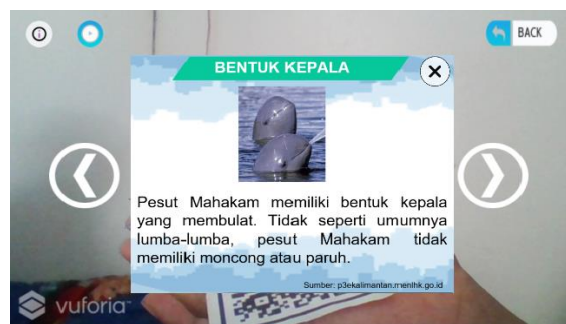 BACK
BENTUK KEPALA
Pesut Mahakam memiliki bentuk kepala
yang membulat. Tidak seperti umumnya
lumba-lumba, pesut Mahakam tidak
memiliki moncong atau paruh.
Sumber: p3ekalimantan.menlhk.go.id
vuforia